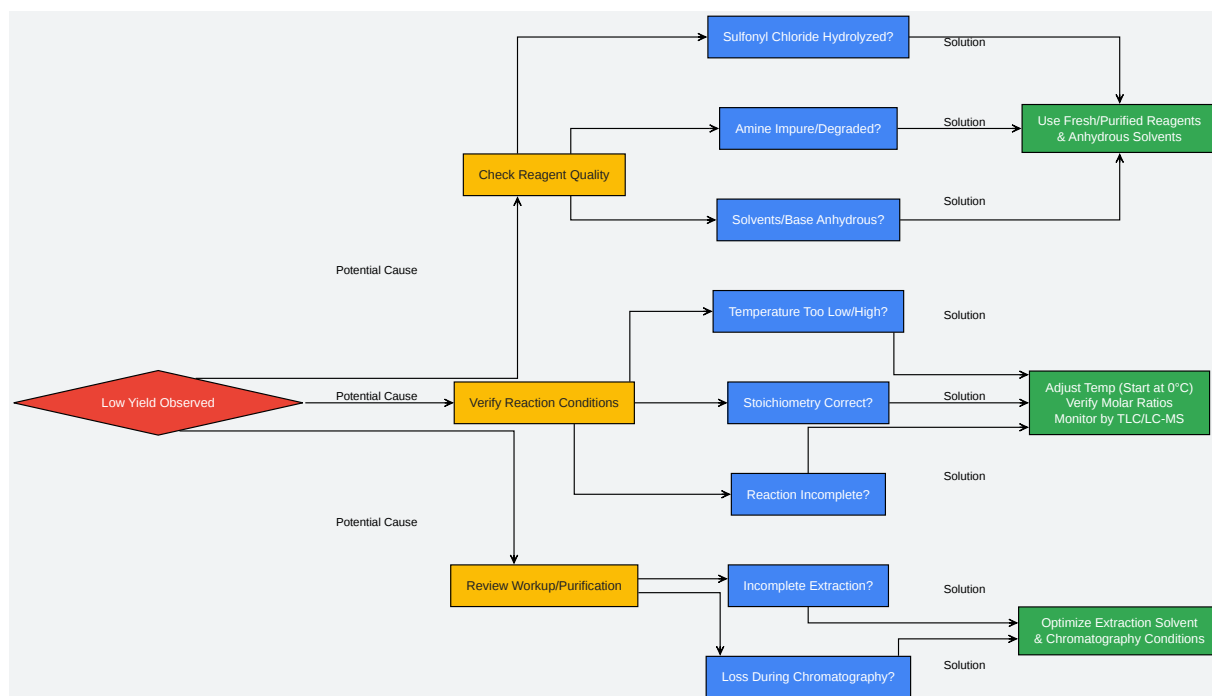 Sulfonyl Chloride Hydrolyzed?
Solution
Amine Impure/Degraded?
Solution
Use Fresh/Purified Reagents
& Anhydrous Solvents
Check Reagent Quality
Solvents/Base Anhydrous?
Solution
Potential Cause
Temperature Too Low/High?
Solution
Low Yield Observed
Potential Cause
Verify Reaction Conditions
Stoichiometry Correct?
Solution
Adjust Temp (Start at 0°C)
Verify Molar Ratios
Monitor by TLC/LC-MS
Reaction Incomplete?
Solution
Potential Cause
Review Workup/Purification
Incomplete Extraction?
Solution
Optimize Extraction Solvent
& Chromatography Conditions
Loss During Chromatography?
Solution